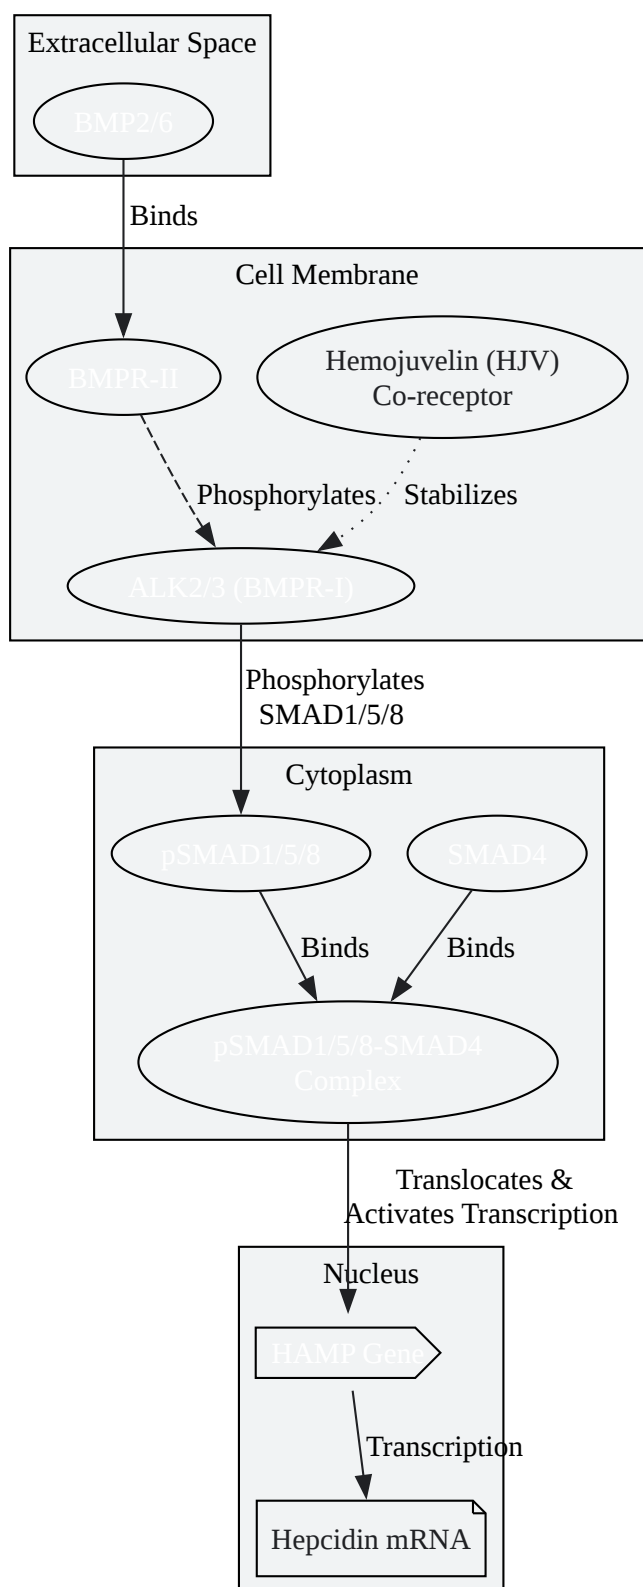 Extracellular Space
BMP2/6
Binds
Cell Membrane
BMPR-II
Hemojuvelin (HJV)
Co-receptor
Phosphorylates
Stabilizes
ALK2/3 (BMPR-I)
Phosphorylates
SMAD1/5/8
Cytoplasm
pSMAD1/5/8
SMAD4
Binds
Binds
pSMAD1/5/8-SMAD4
Complex
Translocates &
Activates Transcription
Nucleus
HAMP Gene
Transcription
Hepcidin mRNA